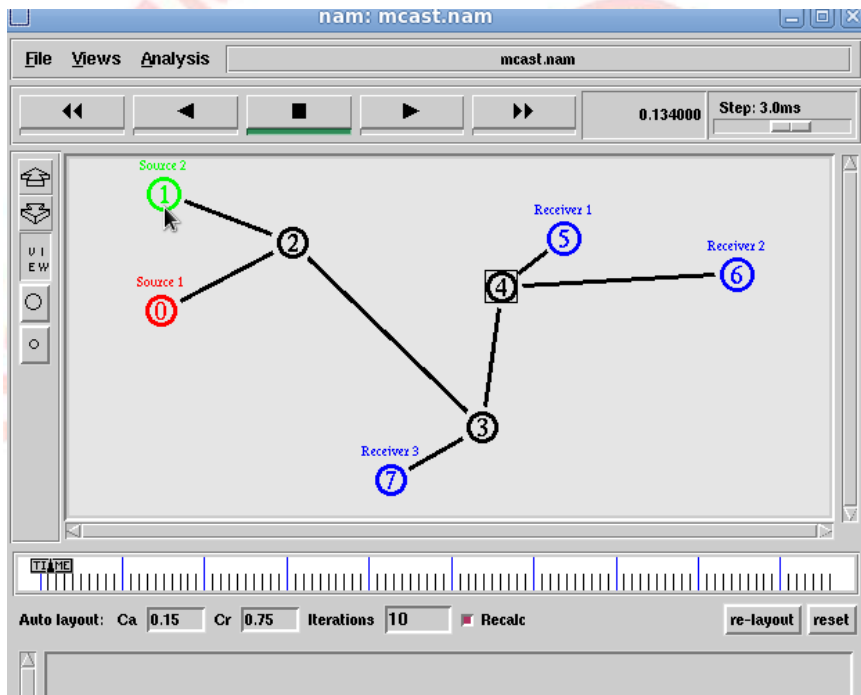 nam: mcast.nam
File Views Analysis mcast.nam
0.134000 Step: 3.0ms
Source 2
1
VI
EW
2
Receiver 1
5
Receiver 2
6
Source 1
0
4
3
Receiver 3
7
TIME
Auto layout: Ca 0.15 Cr 0.75 Iterations 10 Recalc re-layout reset